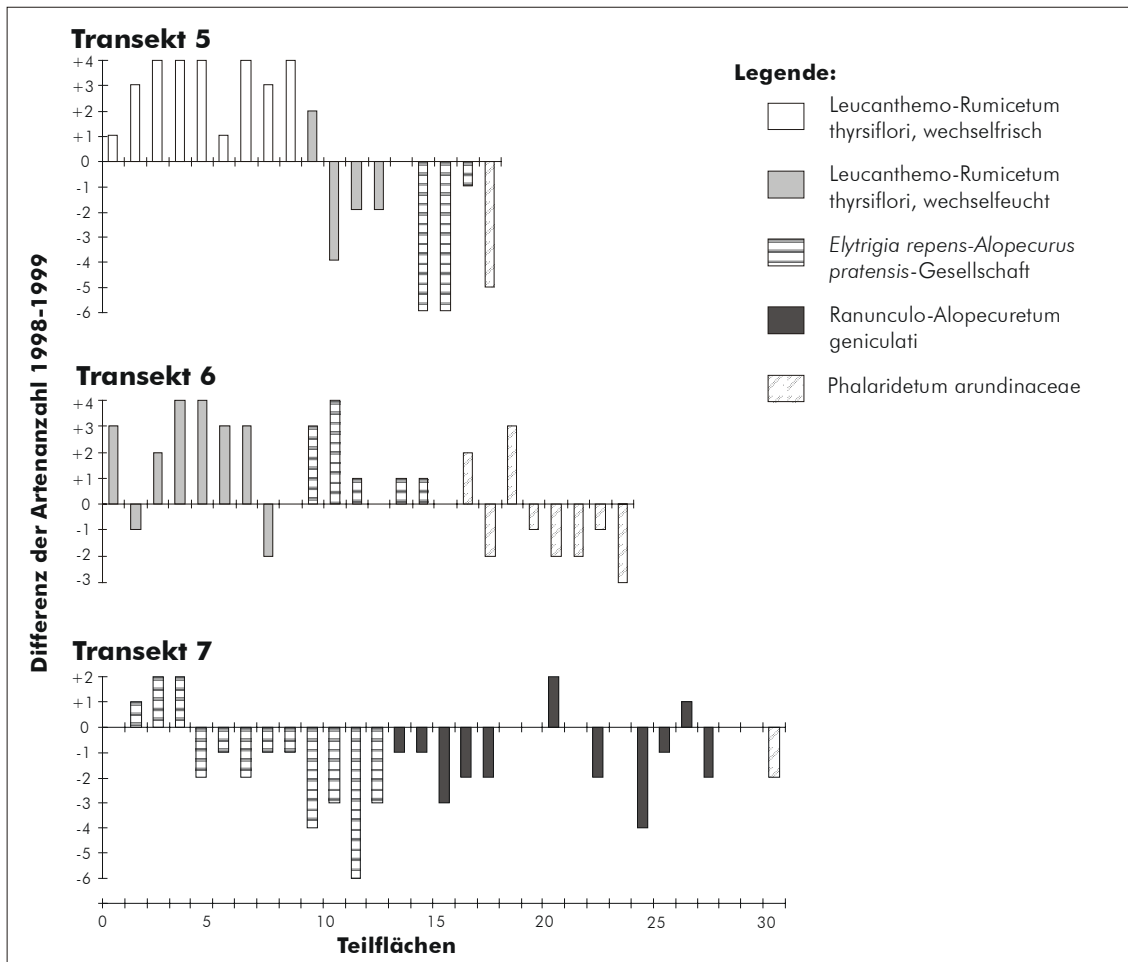 Transekt 5
+4
+3
+2
+1
0
-1
-2
-3
-4
-5
-6
Transekt 6
+4
+2
+1
0
-1
-2
-3
Transekt 7
+2
+1
0
-1
-2
-3
-4
-5
-6
0 5 10 15 20 25 30
Teilflächen
Differenz der Artenanzahl 1998-1999
Legende:
Leucanthemo-Rumicetum
thyrsiflori, wechselfrisch
Leucanthemo-Rumicetum
thyrsiflori, wechselfeucht
Elytrigia repens-Alopecurus
pratensis-Gesellschaft
Ranunculo-Alopecuretum
geniculati
Phalaridetum arundinaceae